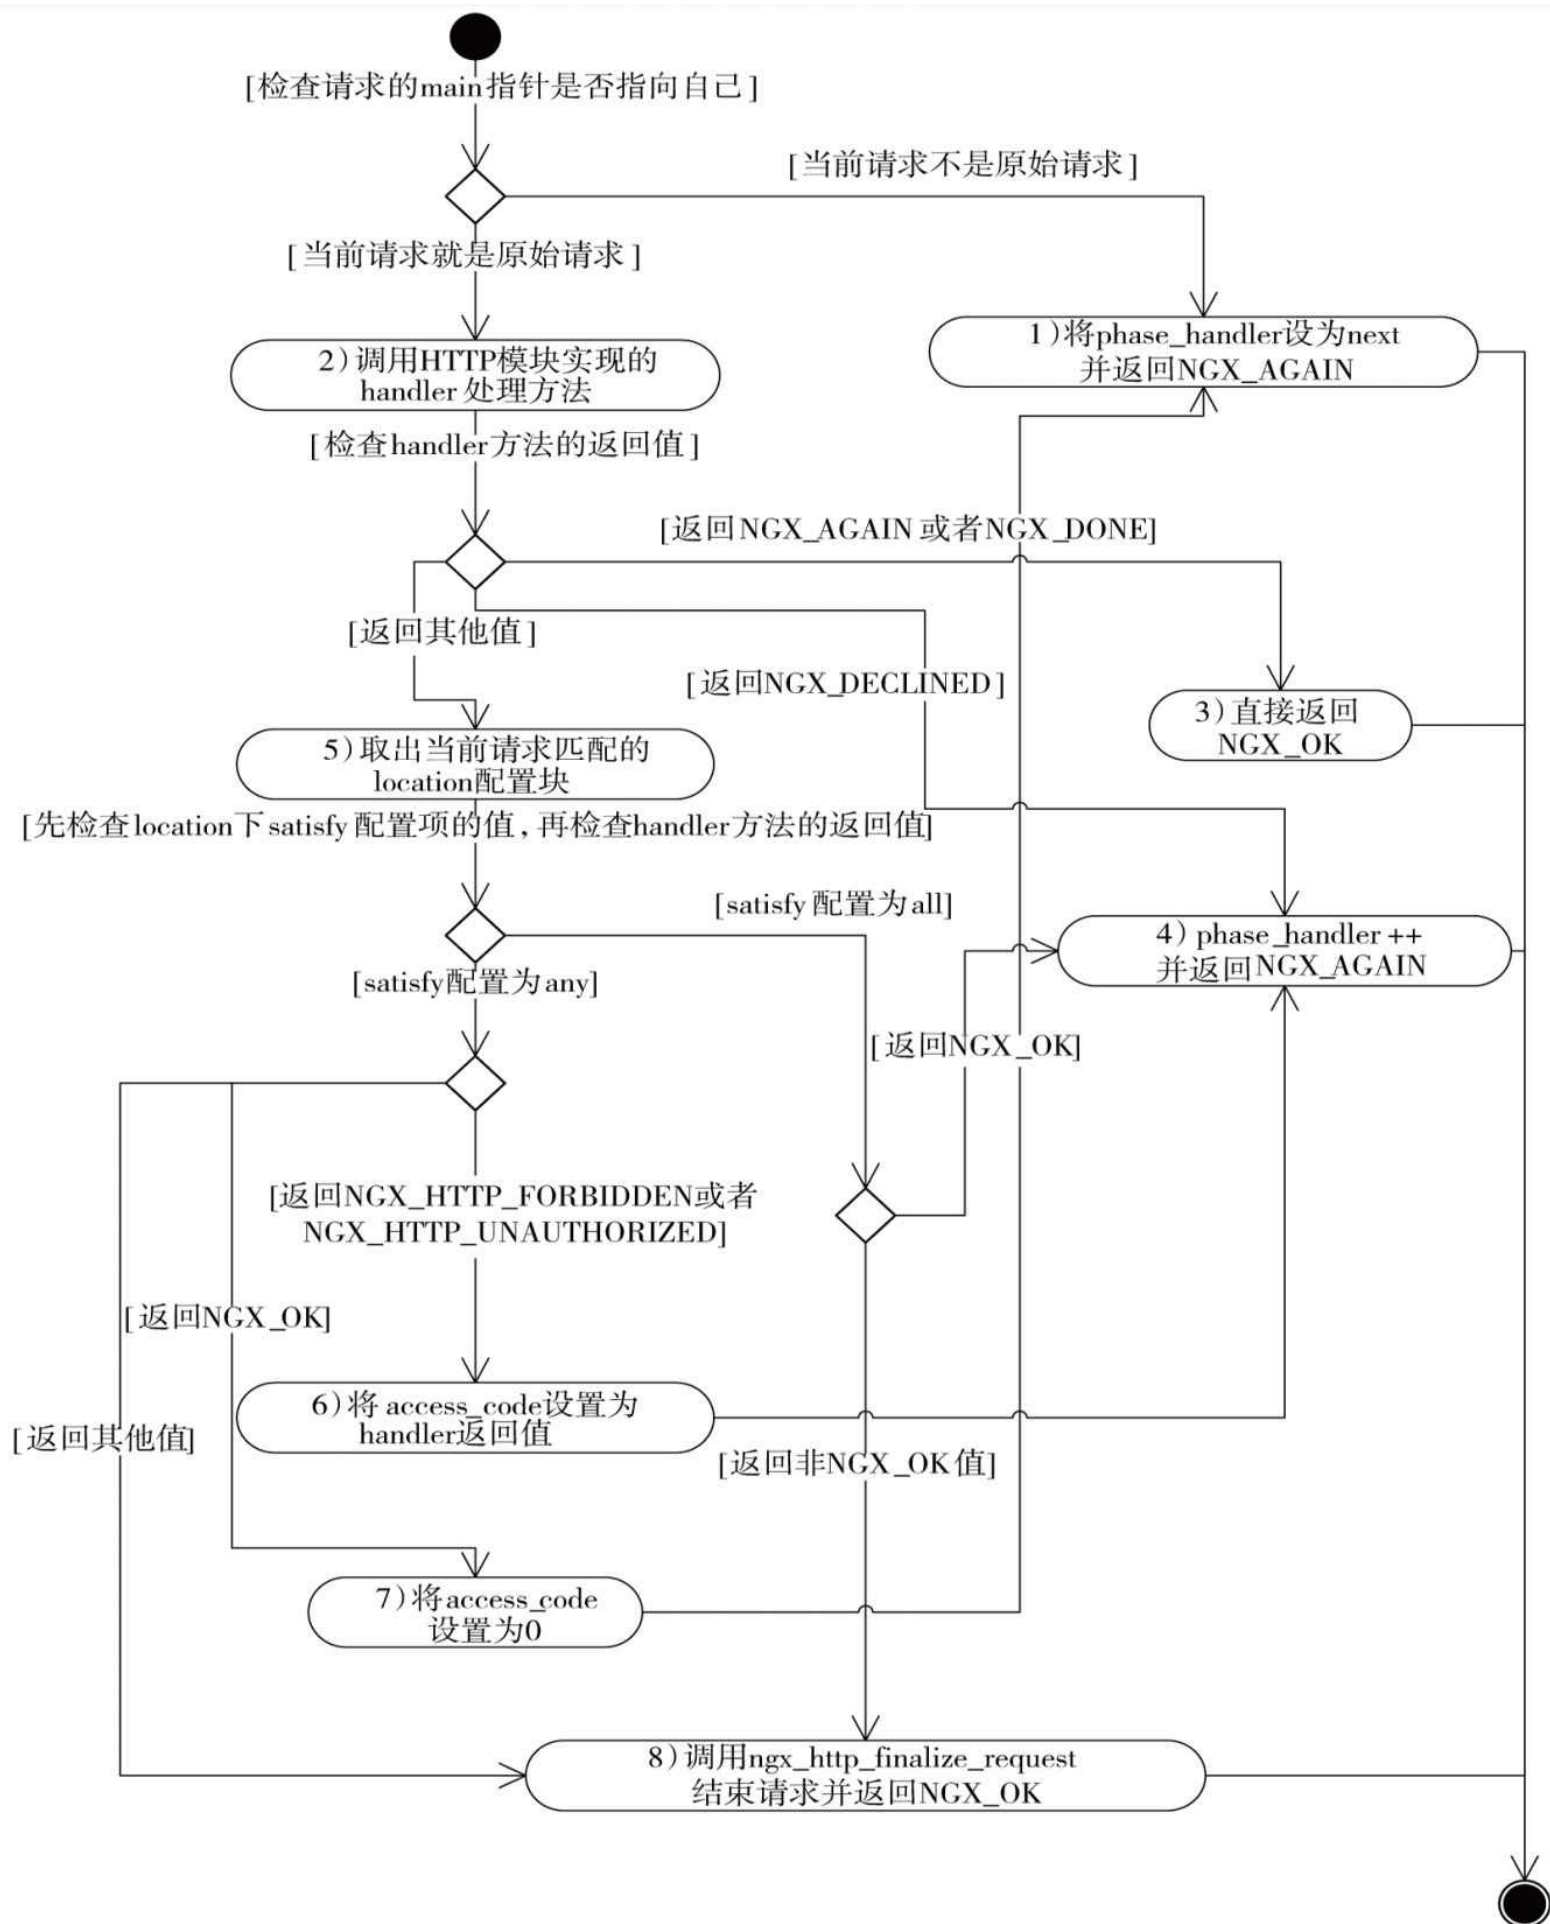 [检查请求的main指针是否指向自己]
[当前请求不是原始请求]
[当前请求就是原始请求]
1)将phase_handler设为next
并返回NGX_AGAIN
2)调用HTTP模块实现的
handler处理方法
[检查handler方法的返回值]
[返回NGX_AGAIN或者NGX_DONE]
[返回其他值]
[返回NGX_DECLINED]
3)直接返回
NGX_OK
5)取出当前请求匹配的
location配置块
[先检查location下satisfy配置项的值,再检查handler方法的返回值]
[satisfy配置为all]
4) phase_handler ++
并返回NGX_AGAIN
[satisfy配置为any]
[返回NGX_OK]
[返回NGX_HTTP_FORBIDDEN或者
NGX_HTTP_UNAUTHORIZED]
[返回NGX_OK]
6)将access_code设置为
handler返回值
[返回其他值]
[返回非NGX_OK值]
7)将access_code
设置为0
8)调用ngx_http_finalize_request
结束请求并返回NGX_OK